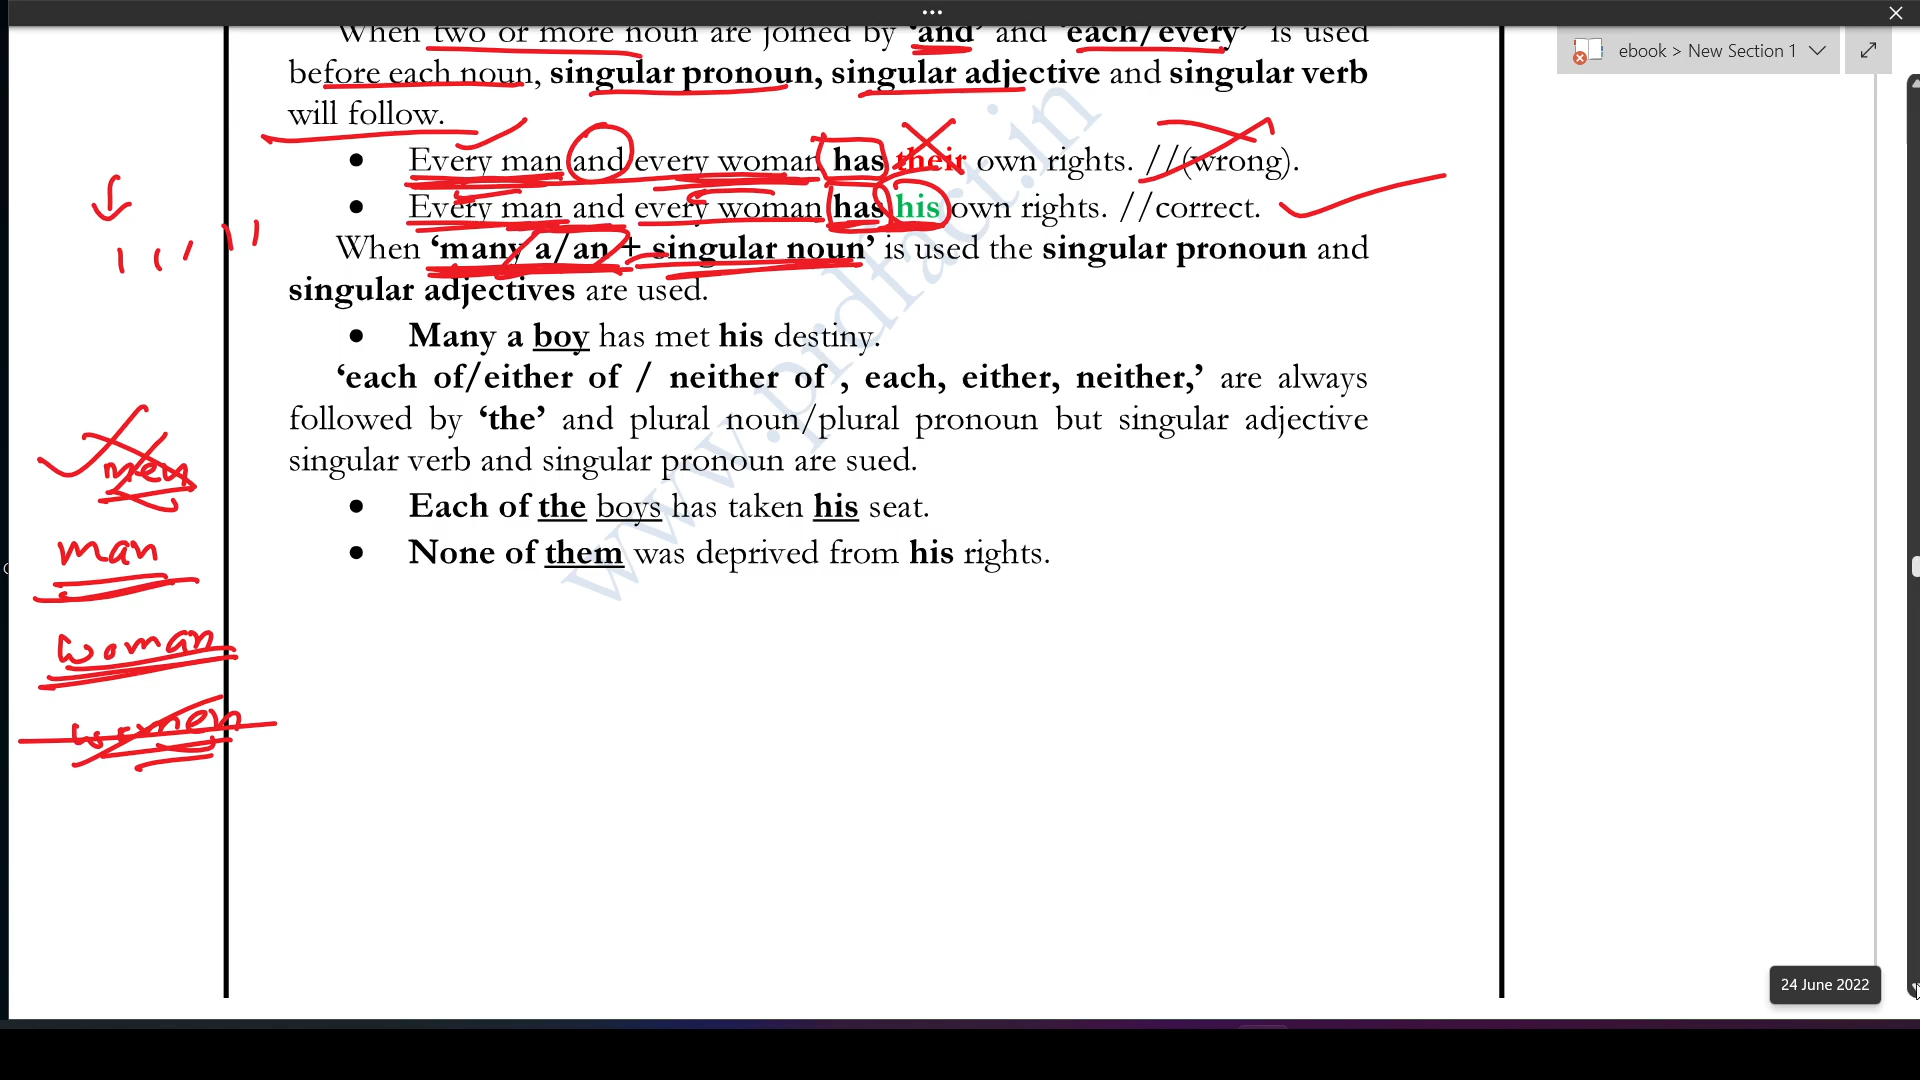 When two or more noun are joined by ‘and’ and ‘each/every’ is used
before each noun, singular pronoun, singular adjective and singular verb
will follow.
• Every man and every woman has their own rights. //(wrong).
• Every man and every woman has his own rights. //correct.
When ‘many a/an + singular noun’ is used the singular pronoun and
singular adjectives are used.
• Many a boy has met his destiny.
‘each of/either of / neither of , each, either, neither,’ are always
followed by ‘the’ and plural noun/plural pronoun but singular adjective
singular verb and singular pronoun are sued.
• Each of the boys has taken his seat.
• None of them was deprived from his rights.
men
man
woman
women
www.prdfact.in
ebook > New Section 1
24 June 2022